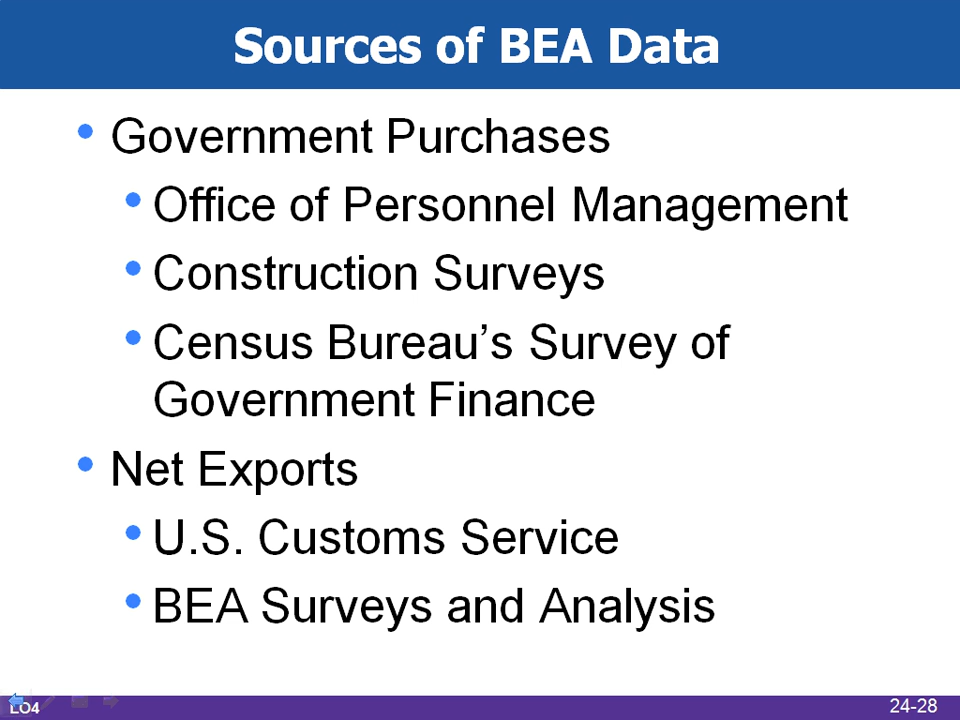 Sources of BEA Data
• Government Purchases
• Office of Personnel Management
• Construction Surveys
• Census Bureau’s Survey of
Government Finance
• Net Exports
• U.S. Customs Service
• BEA Surveys and Analysis
LO4
24-28